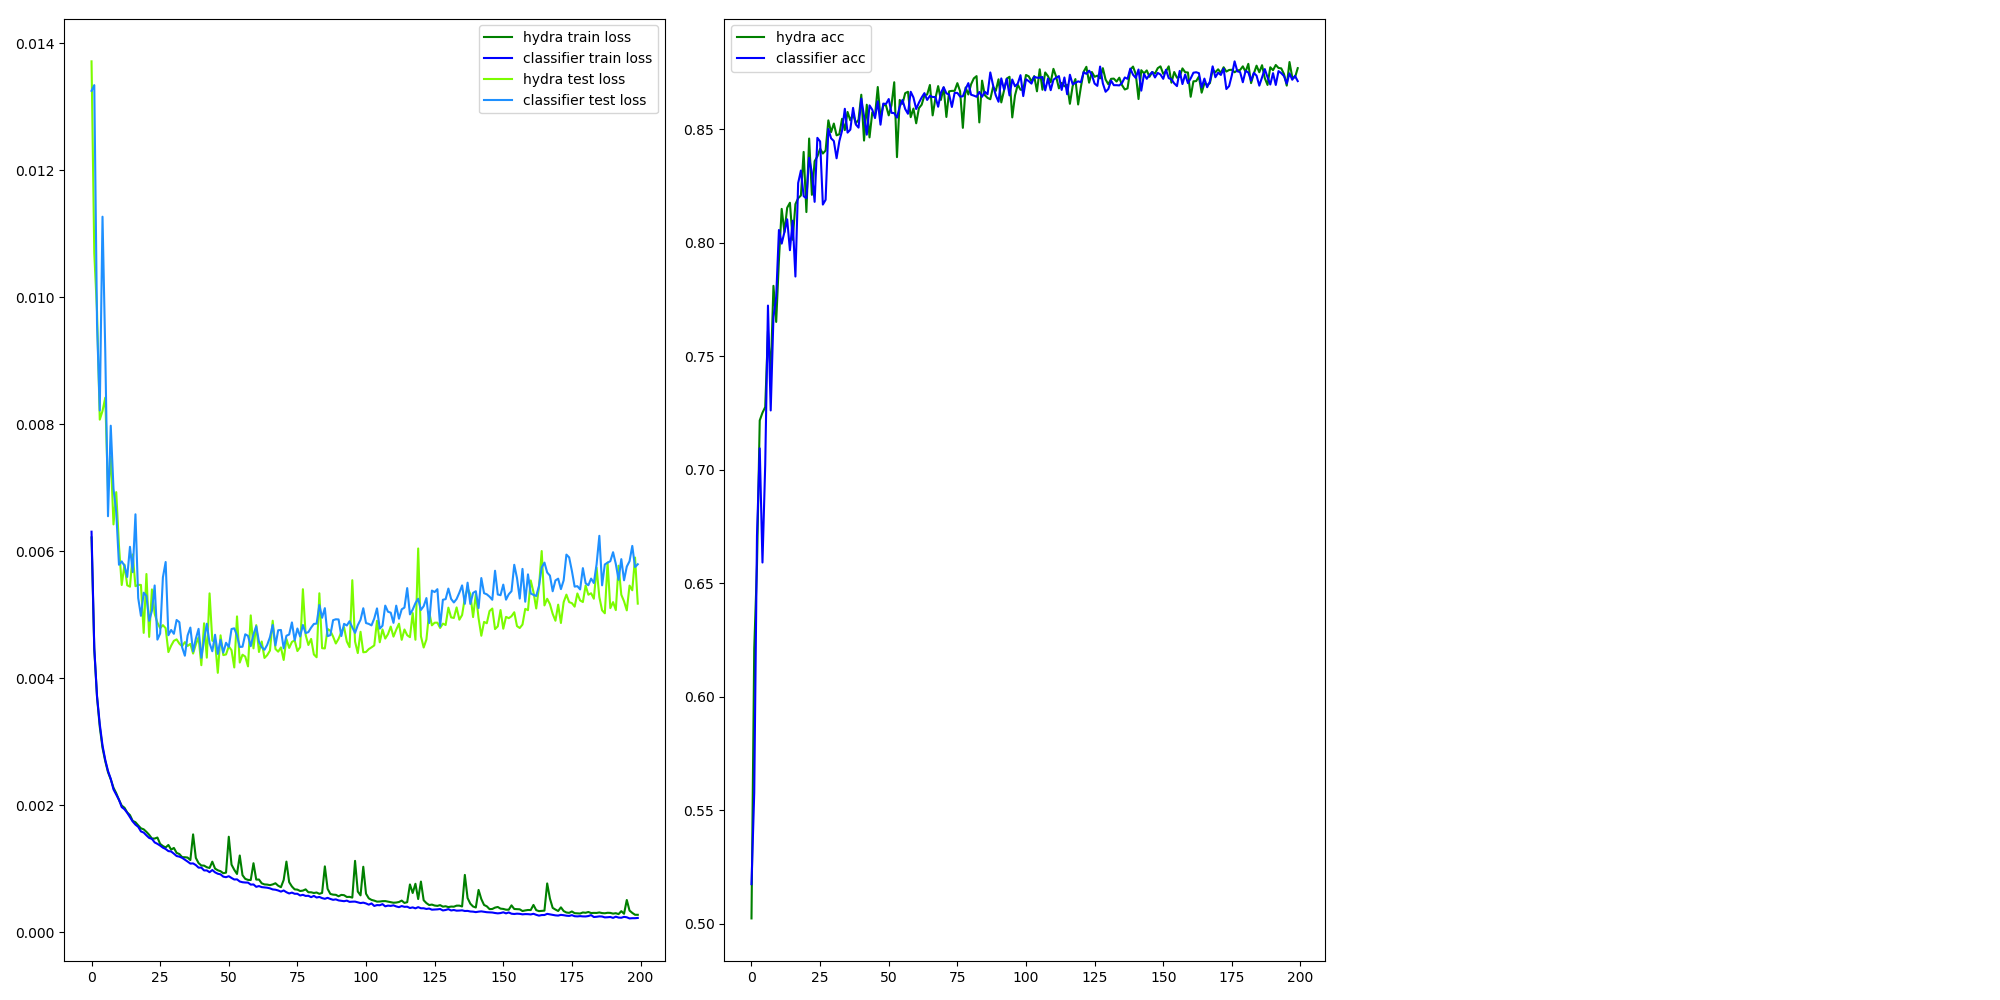 0.014
0.012
0.010
0.008
0.006
0.004
0.002
0.000
0 25 50 75 100 125 150 175 200
hydra train loss
classifier train loss
hydra test loss
classifier test loss
0.85
0.80
0.75
0.70
0.65
0.60
0.55
0.50
0 25 50 75 100 125 150 175 200
hydra acc
classifier acc